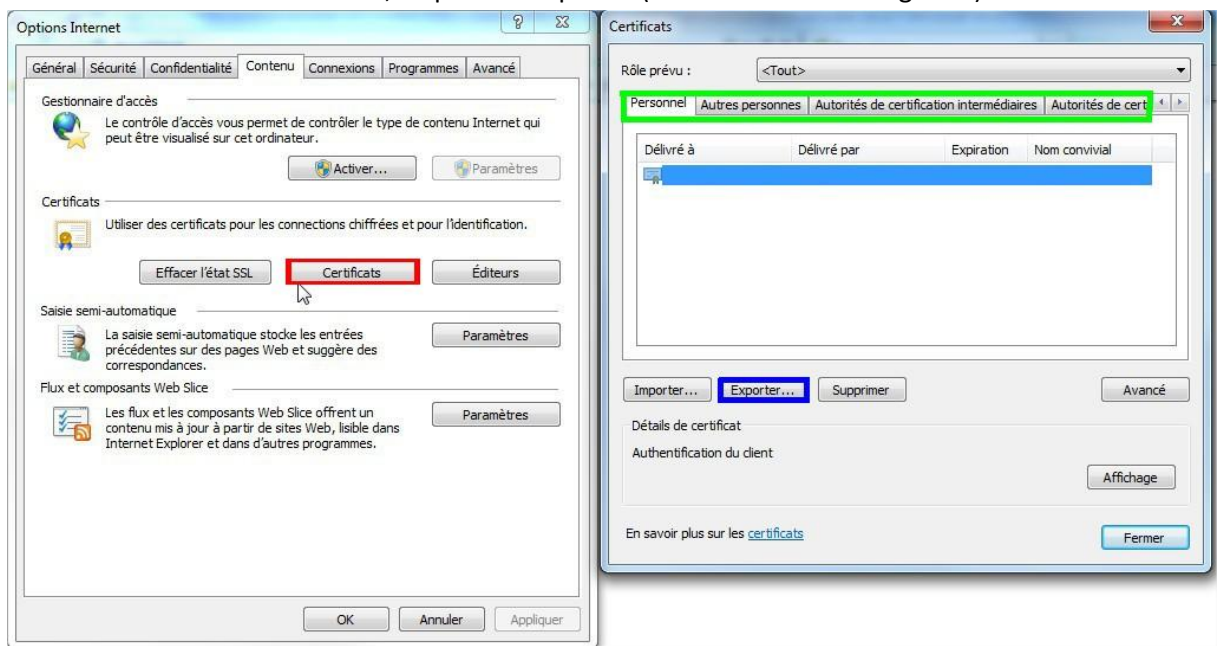 Options Internet
Général Sécurité Confidentialité Contenu Connexions Programmes Avancé
Gestionnaire d'accès
Le contrôle d'accès vous permet de contrôler le type de contenu Internet qui
peut être visualisé sur cet ordinateur.
Activer... Paramètres
Certificats
Utiliser des certificats pour les connections chiffrées et pour l'identification.
Effacer l'état SSL Certificats Éditeurs
Saisie semi-automatique
La saisie semi-automatique stocke les entrées
précédentes sur des pages Web et suggère des
correspondances.
Paramètres
Flux et composants Web Slice
Les flux et les composants Web Slice offrent un
contenu mis à jour à partir de sites Web, lisible dans
Internet Explorer et dans d'autres programmes.
Paramètres
OK Annuler Appliquer
Certificats
Rôle prévu : <Tout>
Personnel Autres personnes Autorités de certification intermédiaires Autorités de cert
Délivré à Délivré par Expiration Nom convivial
Importer... Exporter... Supprimer Avancé
Détails de certificat
Authentification du client
Affichage
En savoir plus sur les certificats
Fermer